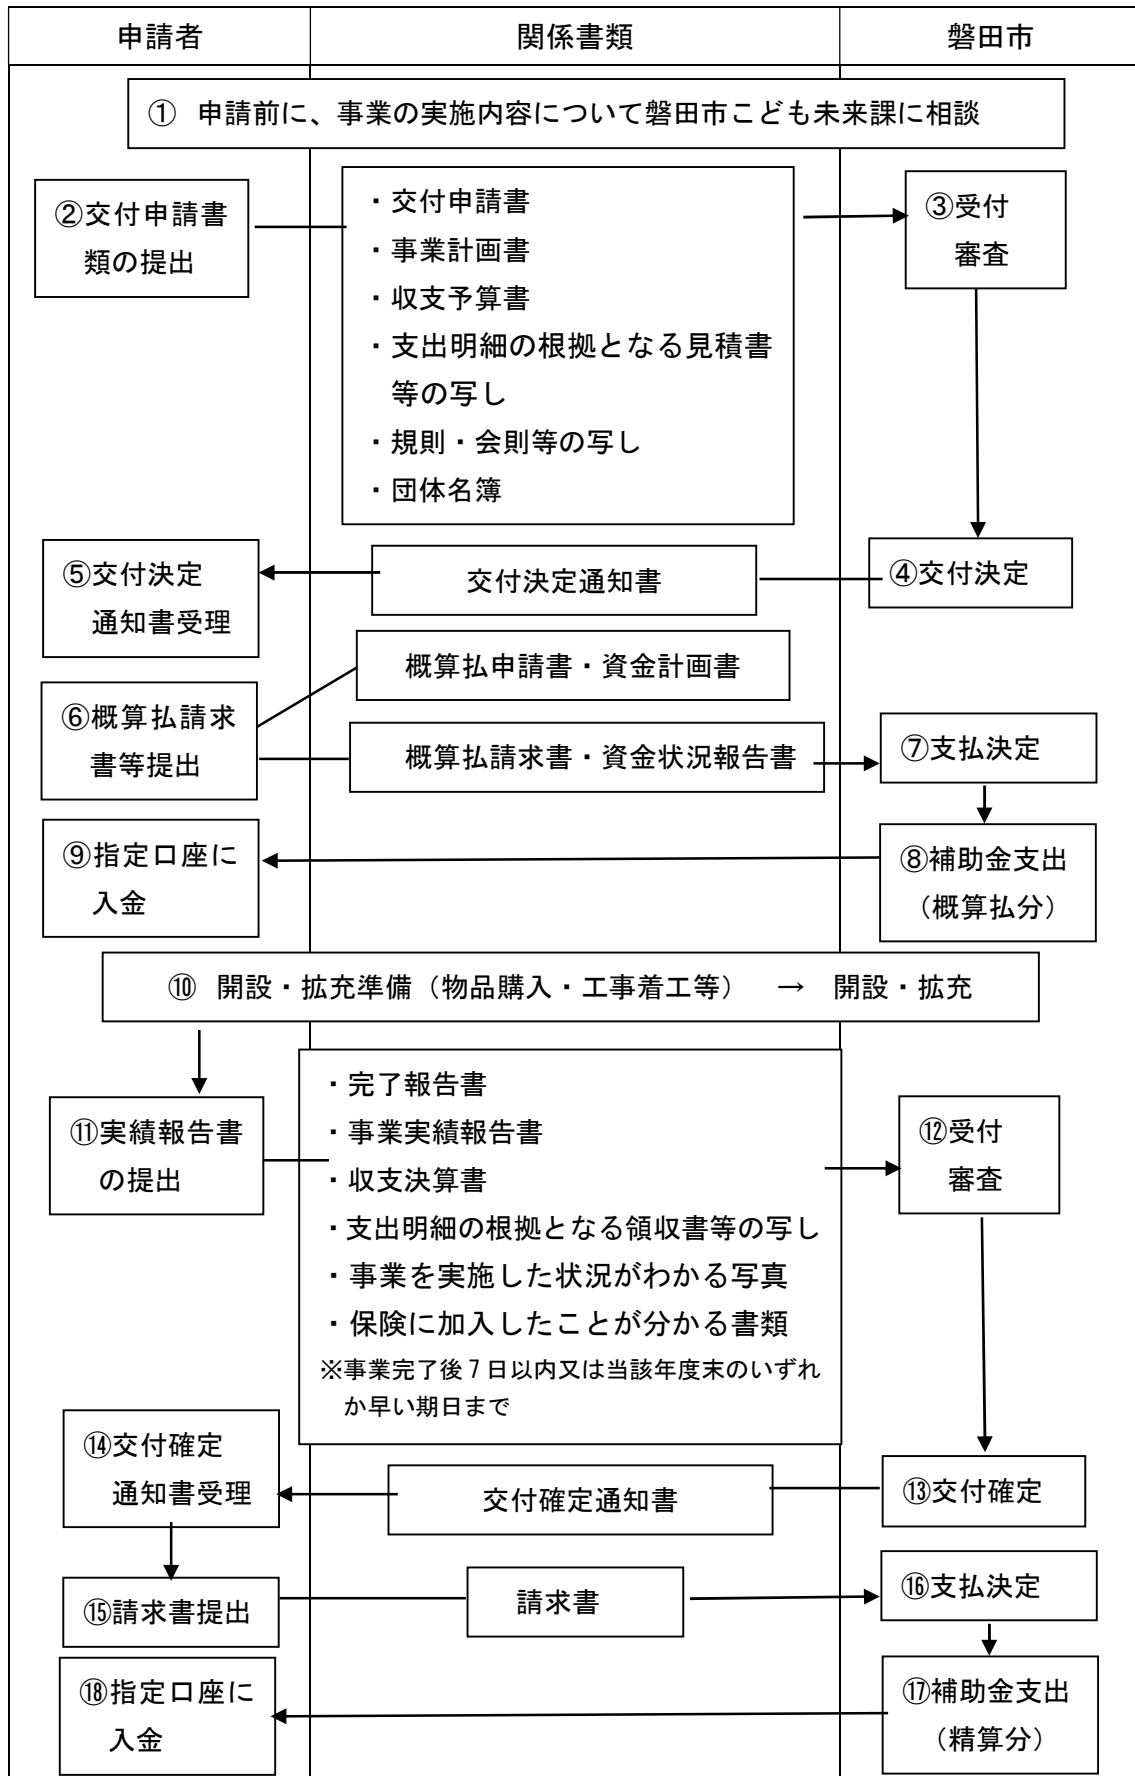 申請者
関係書類
磐田市
① 申請前に、事業の実施内容について磐田市こども未来課に相談
②交付申請書
類の提出
・交付申請書
・事業計画書
・収支予算書
・支出明細の根拠となる見積書
等の写し
・規則・会則等の写し
・団体名簿
③受付
審査
④交付決定
交付決定通知書
⑤交付決定
通知書受理
⑥概算払請求
書等提出
概算払申請書・資金計画書
概算払請求書・資金状況報告書
⑦支払決定
⑧補助金支出
（概算払分）
⑨指定口座に
入金
⑩ 開設・拡充準備（物品購入・工事着工等） → 開設・拡充
⑪実績報告書
の提出
・完了報告書
・事業実績報告書
・収支決算書
・支出明細の根拠となる領収書等の写し
・事業を実施した状況がわかる写真
・保険に加入したことが分かる書類
※事業完了後７日以内又は当該年度末のいずれ
か早い期日まで
⑫受付
審査
⑬交付確定
交付確定通知書
⑭交付確定
通知書受理
⑮請求書提出
請求書
⑯支払決定
⑰補助金支出
（精算分）
⑱指定口座に
入金